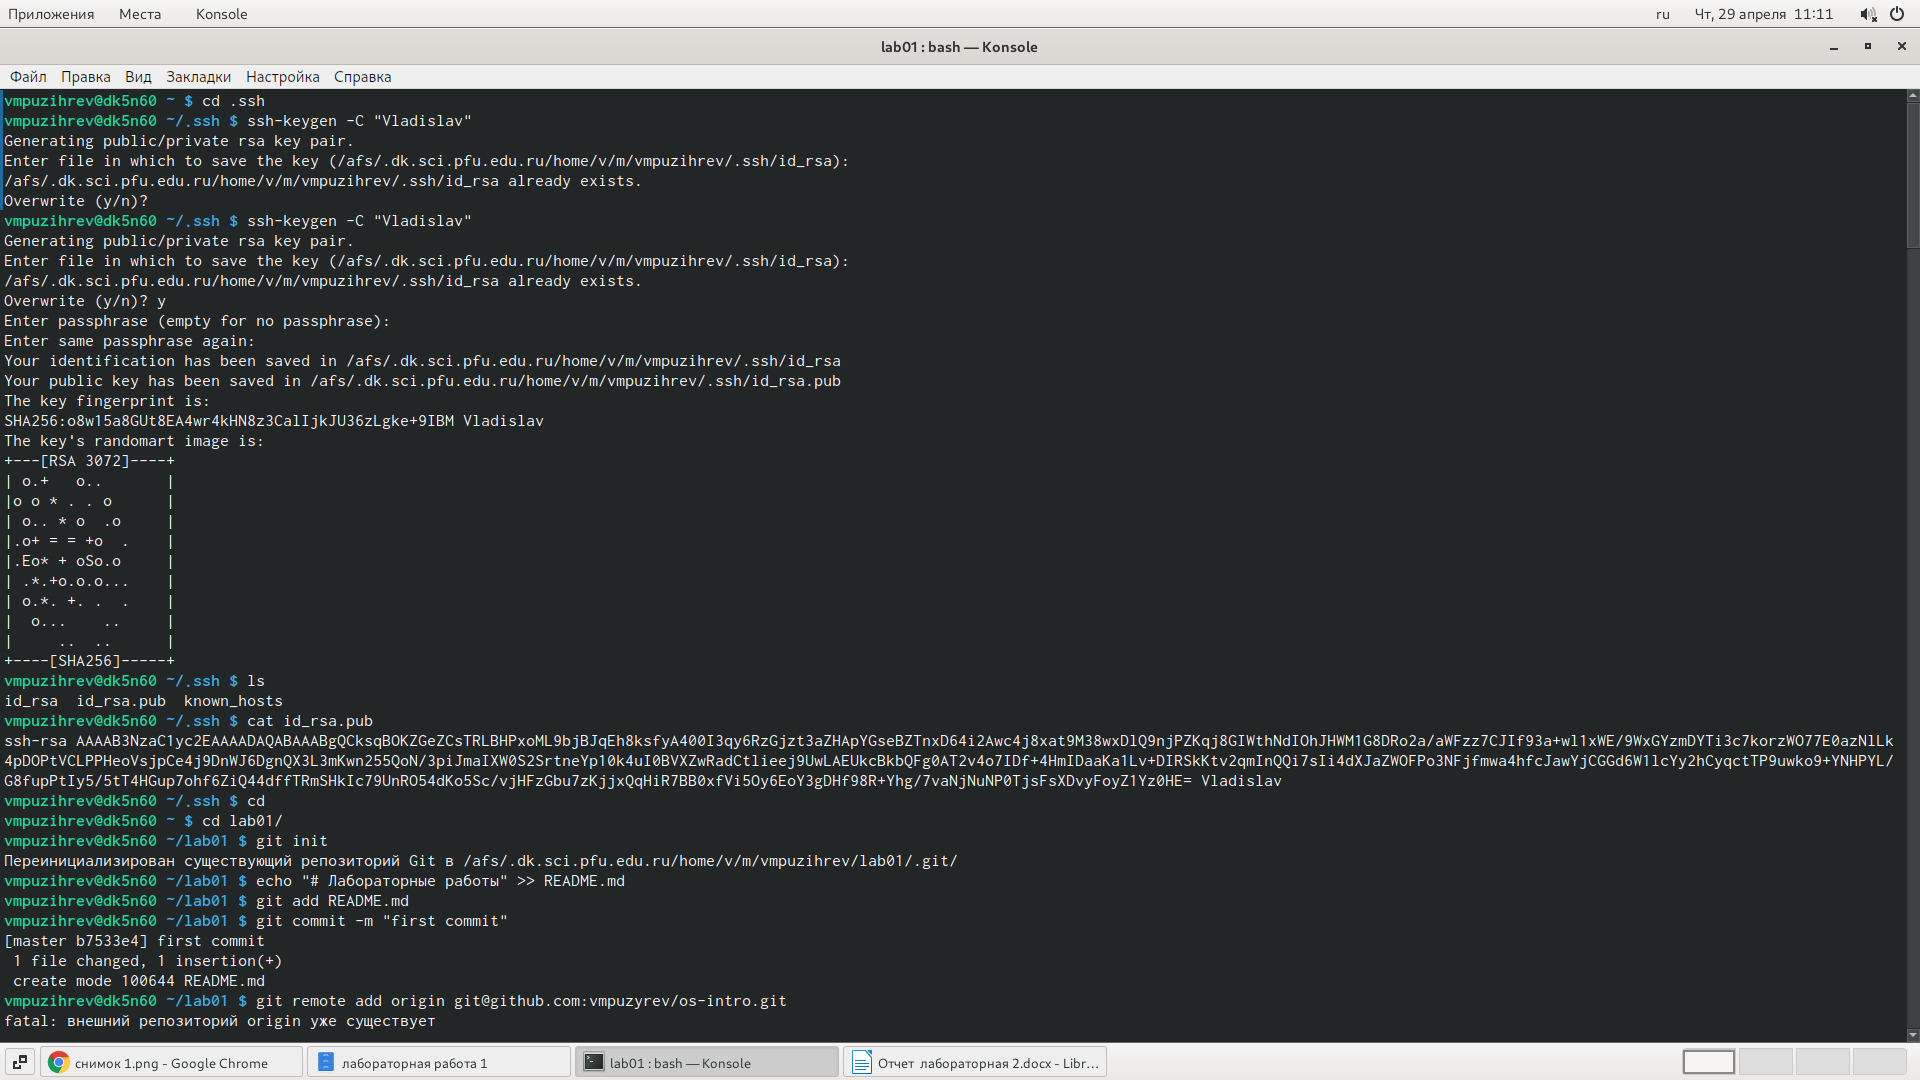 Приложения Места Konsole ru Чт, 29 апреля 11:11
lab01 : bash — Konsole
Файл Правка Вид Закладки Настройка Справка
vmpuzihrev@dk5n60 ~ $ cd .ssh
vmpuzihrev@dk5n60 ~/.ssh $ ssh-keygen -C "Vladislav"
Generating public/private rsa key pair.
Enter file in which to save the key (/afs/.dk.sci.pfu.edu.ru/home/v/m/vmpuzihrev/.ssh/id_rsa):
/afs/.dk.sci.pfu.edu.ru/home/v/m/vmpuzihrev/.ssh/id_rsa already exists.
Overwrite (y/n)?
vmpuzihrev@dk5n60 ~/.ssh $ ssh-keygen -C "Vladislav"
Generating public/private rsa key pair.
Enter file in which to save the key (/afs/.dk.sci.pfu.edu.ru/home/v/m/vmpuzihrev/.ssh/id_rsa):
/afs/.dk.sci.pfu.edu.ru/home/v/m/vmpuzihrev/.ssh/id_rsa already exists.
Overwrite (y/n)? y
Enter passphrase (empty for no passphrase):
Enter same passphrase again:
Your identification has been saved in /afs/.dk.sci.pfu.edu.ru/home/v/m/vmpuzihrev/.ssh/id_rsa
Your public key has been saved in /afs/.dk.sci.pfu.edu.ru/home/v/m/vmpuzihrev/.ssh/id_rsa.pub
The key fingerprint is:
SHA256:o8w15a8GUt8EA4wr4kHN8z3CalIjkJU36zLgke+9IBM Vladislav
The key's randomart image is:
+---[RSA 3072]----+
| o.+   o..       |
|o o * . . o      |
| o.. * o  .o     |
|.o+ = = +o  .    |
|.Eo* + oSo.o     |
| .*.+o.o.o...    |
| o.*. +. .  .    |
|  o...    ..     |
|     ..  ..      |
+----[SHA256]-----+
vmpuzihrev@dk5n60 ~/.ssh $ ls
id_rsa  id_rsa.pub  known_hosts
vmpuzihrev@dk5n60 ~/.ssh $ cat id_rsa.pub
ssh-rsa AAAAB3NzaC1yc2EAAAADAQABAAABgQCksqBOKZGeZCsTRLBHPxoML9bjBJqEh8ksfyA400I3qy6RzGjzt3aZHApYGseBZTnxD64i2Awc4j8xat9M38wxDlQ9njPZKqj8GIWthNdIOhJHWM1G8DRo2a/aWFzz7CJIf93a+wl1xWE/9WxGYzmDYTi3c7korzWO77E0azNlLk
4pDOPtVCLPPHeoVsjpCe4j9DnWJ6DgnQX3L3mKwn255QoN/3piJmaIXW0S2SrtneYp10k4uI0BVXZwRadCtlieej9UwLAEUkcBkbQFg0AT2v4o7IDf+4HmIDaaKa1Lv+DIRSkKtv2qmInQQi7sIi4dXJaZWOFPo3NFjfmwa4hfcJawYjCGGd6W1lcYy2hCyqctTP9uwko9+YNHPYL/
G8fupPtIy5/5tT4HGup7ohf6ZiQ44dffTRmSHkIc79UnRO54dKo5Sc/vjHFzGbu7zKjjxQqHiR7BB0xfVi5Oy6EoY3gDHf98R+Yhg/7vaNjNuNP0TjsFsXDvyFoyZ1Yz0HE= Vladislav
vmpuzihrev@dk5n60 ~/.ssh $ cd
vmpuzihrev@dk5n60 ~ $ cd lab01/
vmpuzihrev@dk5n60 ~/lab01 $ git init
Переинициализирован существующий репозиторий Git в /afs/.dk.sci.pfu.edu.ru/home/v/m/vmpuzihrev/lab01/.git/
vmpuzihrev@dk5n60 ~/lab01 $ echo "# Лабораторные работы" >> README.md
vmpuzihrev@dk5n60 ~/lab01 $ git add README.md
vmpuzihrev@dk5n60 ~/lab01 $ git commit -m "first commit"
[master b7533e4] first commit
 1 file changed, 1 insertion(+)
 create mode 100644 README.md
vmpuzihrev@dk5n60 ~/lab01 $ git remote add origin git@github.com:vmpuzyrev/os-intro.git
fatal: внешний репозиторий origin уже существует
снимок 1.png - Google Chrome лабораторная работа 1 lab01 : bash — Konsole Отчет лабораторная 2.docx - Libr...